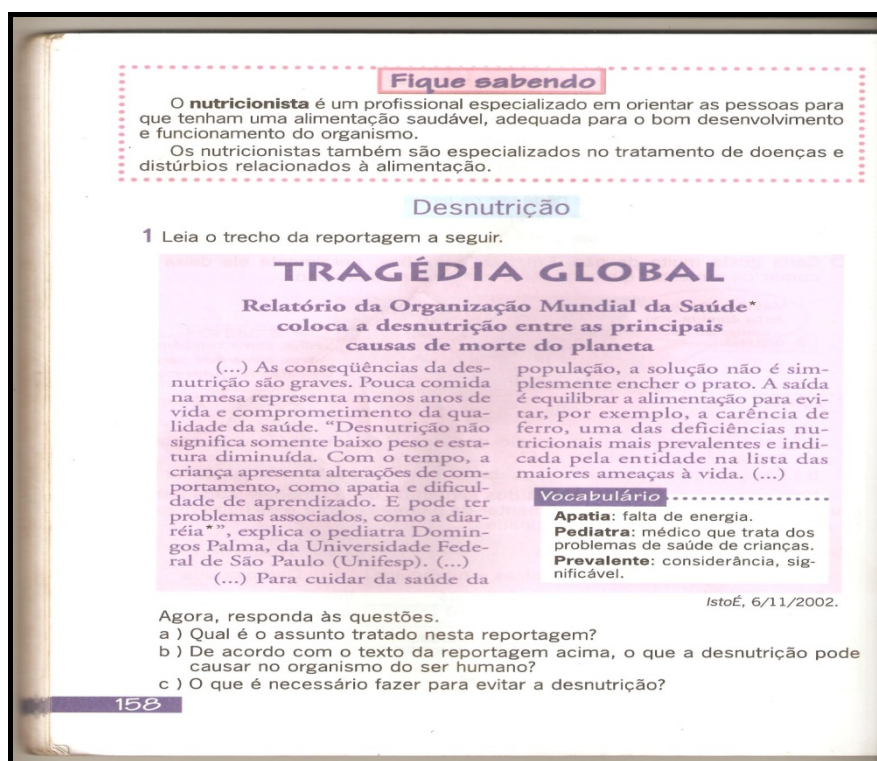 Fique sabendo
O nutricionista é um profissional especializado em orientar as pessoas para
que tenham uma alimentação saudável, adequada para o bom desenvolvimento
e funcionamento do organismo.
Os nutricionistas também são especializados no tratamento de doenças e
distúrbios relacionados à alimentação.
Desnutrição
1 Leia o trecho da reportagem a seguir.
TRAGÉDIA GLOBAL
Relatório da Organização Mundial da Saúde*
coloca a desnutrição entre as principais
causas de morte do planeta
(...) As conseqüências da des-
nutrição são graves. Pouca comida
na mesa representa menos anos de
vida e comprometimento da qua-
lidade da saúde. “Desnutrição não
significa somente baixo peso e esta-
tura diminuída. Com o tempo, a
criança apresenta alterações de com-
portamento, como apatia e dificul-
dade de aprendizado. E pode ter
problemas associados, como a diar-
réia*”, explica o pediatra Domin-
gos Palma, da Universidade Fede-
ral de São Paulo (Unifesp). (...)
(...) Para cuidar da saúde da
população, a solução não é sim-
plesmente encher o prato. A saída
é equilibrar a alimentação para evi-
tar, por exemplo, a carência de
ferro, uma das deficiências nu-
tricionais mais prevalentes e indi-
cada pela entidade na lista das
maiores ameaças à vida. (...)
Vocabulário
Apatia: falta de energia.
Pediatra: médico que trata dos
problemas de saúde de crianças.
Prevalente: considerância, sig-
nificável.
IstoÉ, 6/11/2002.
Agora, responda às questões.
a ) Qual é o assunto tratado nesta reportagem?
b ) De acordo com o texto da reportagem acima, o que a desnutrição pode
causar no organismo do ser humano?
c ) O que é necessário fazer para evitar a desnutrição?
158